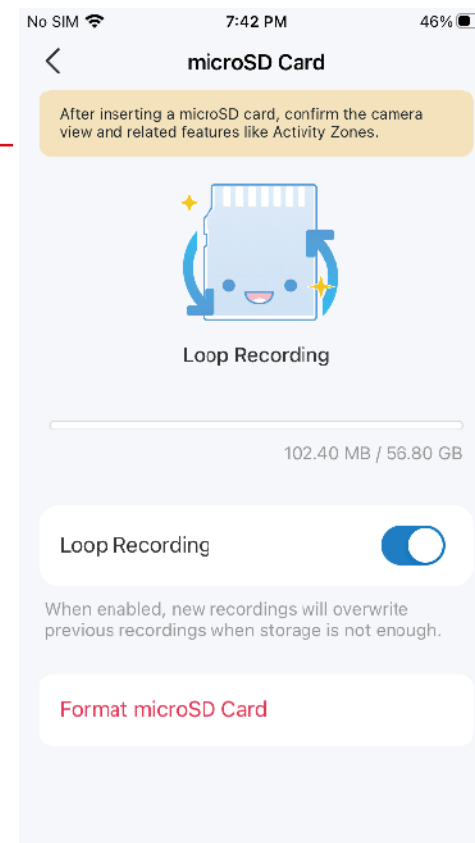 No SIM 7:42 PM 46%
microSD Card
After inserting a microSD card, confirm the camera
view and related features like Activity Zones.
Loop Recording
102.40 MB / 56.80 GB
Loop Recording
When enabled, new recordings will overwrite
previous recordings when storage is not enough.
Format microSD Card